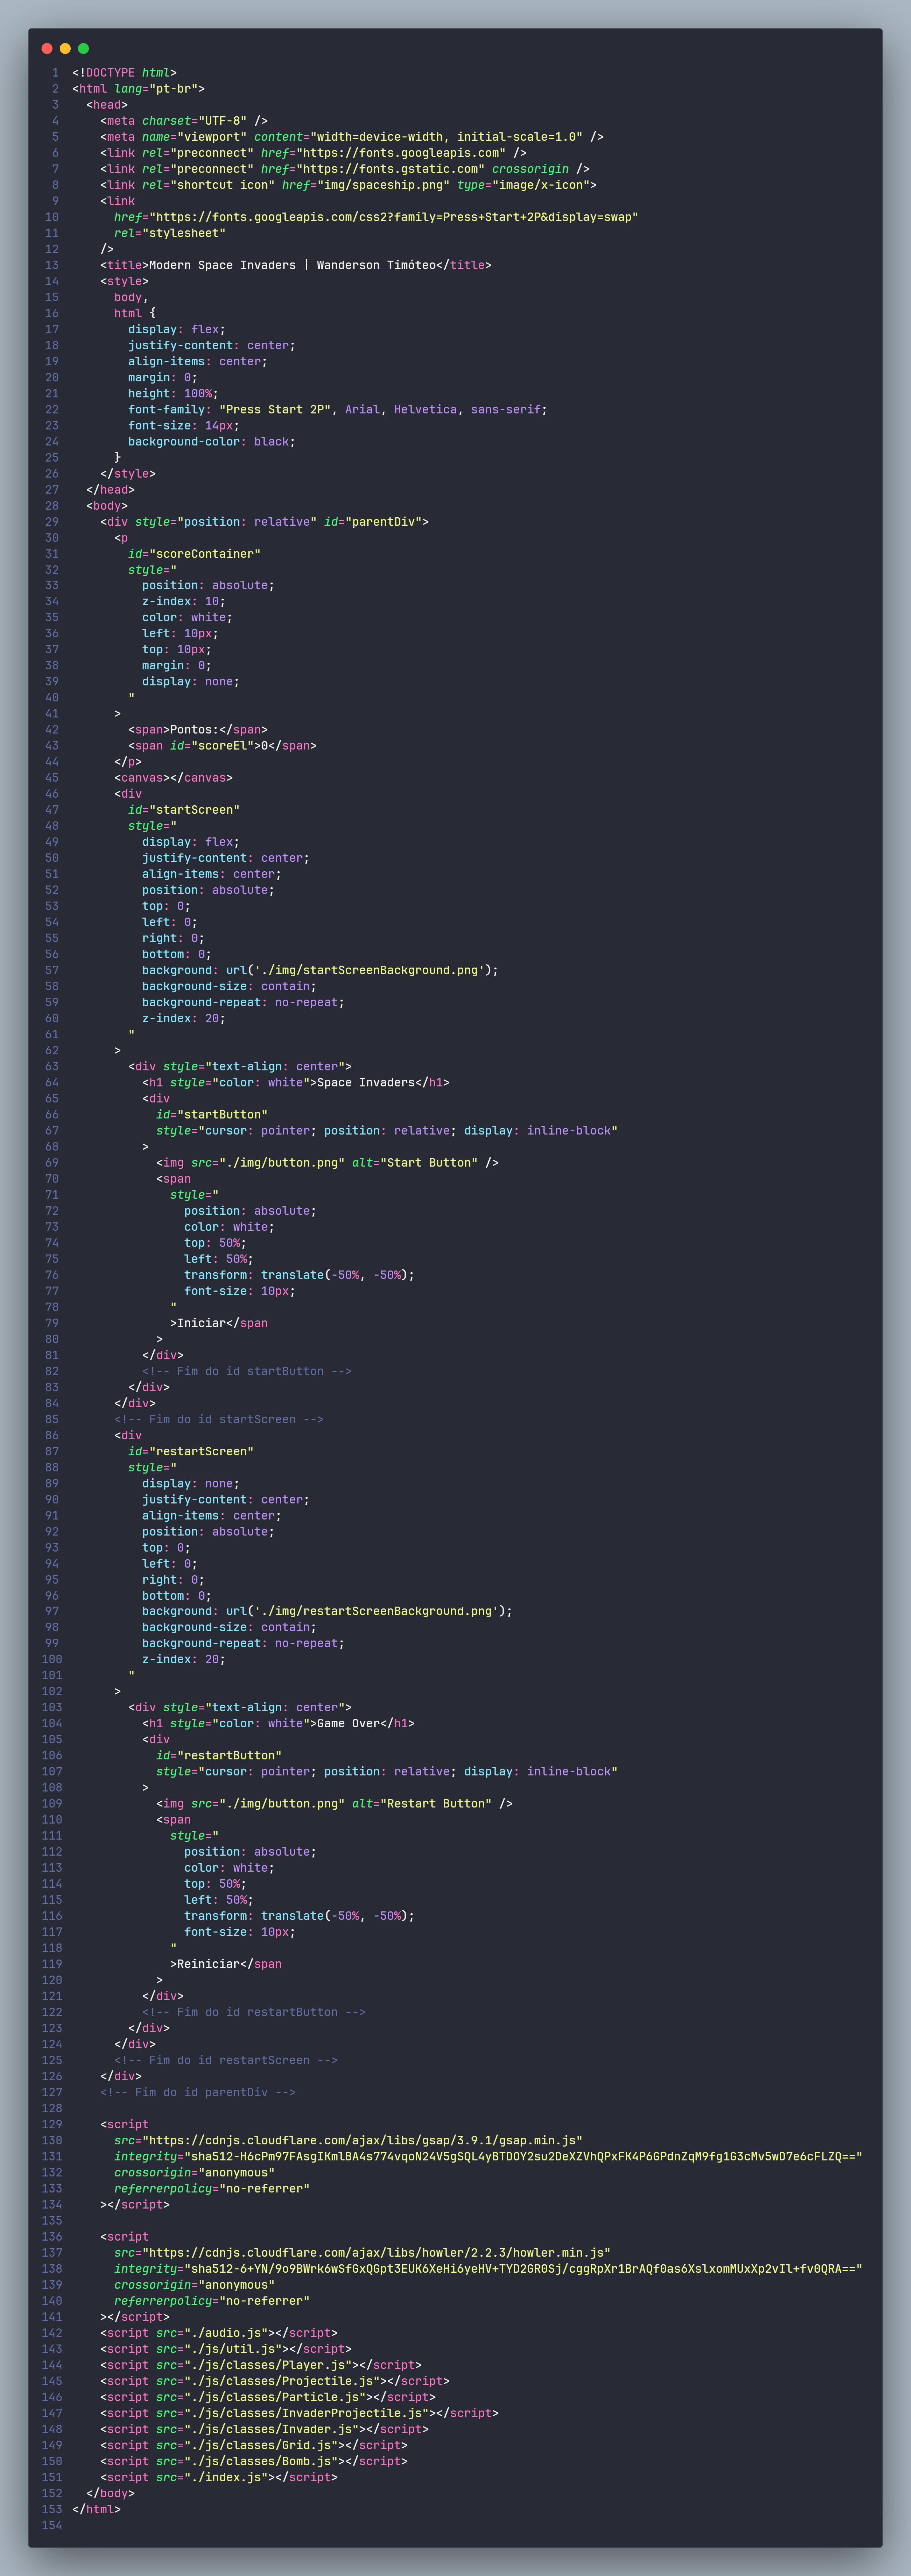 1 <!DOCTYPE html>
2 <html lang="pt-br">
3   <head>
4     <meta charset="UTF-8" />
5     <meta name="viewport" content="width=device-width, initial-scale=1.0" />
6     <link rel="preconnect" href="https://fonts.googleapis.com" />
7     <link rel="preconnect" href="https://fonts.gstatic.com" crossorigin />
8     <link rel="shortcut icon" href="img/spaceship.png" type="image/x-icon">
9     <link
10       href="https://fonts.googleapis.com/css2?family=Press+Start+2P&display=swap"
11       rel="stylesheet"
12     />
13     <title>Modern Space Invaders | Wanderson Timóteo</title>
14     <style>
15       body,
16       html {
17         display: flex;
18         justify-content: center;
19         align-items: center;
20         margin: 0;
21         height: 100%;
22         font-family: "Press Start 2P", Arial, Helvetica, sans-serif;
23         font-size: 14px;
24         background-color: black;
25       }
26     </style>
27   </head>
28   <body>
29     <div style="position: relative" id="parentDiv">
30       <p
31         id="scoreContainer"
32         style="
33           position: absolute;
34           z-index: 10;
35           color: white;
36           left: 10px;
37           top: 10px;
38           margin: 0;
39           display: none;
40         "
41       >
42         <span>Pontos:</span>
43         <span id="scoreEl">0</span>
44       </p>
45       <canvas></canvas>
46       <div
47         id="startScreen"
48         style="
49           display: flex;
50           justify-content: center;
51           align-items: center;
52           position: absolute;
53           top: 0;
54           left: 0;
55           right: 0;
56           bottom: 0;
57           background: url('./img/startScreenBackground.png');
58           background-size: contain;
59           background-repeat: no-repeat;
60           z-index: 20;
61         "
62       >
63         <div style="text-align: center">
64           <h1 style="color: white">Space Invaders</h1>
65           <div
66             id="startButton"
67             style="cursor: pointer; position: relative; display: inline-block"
68           >
69             <img src="./img/button.png" alt="Start Button" />
70             <span
71               style="
72                 position: absolute;
73                 color: white;
74                 top: 50%;
75                 left: 50%;
76                 transform: translate(-50%, -50%);
77                 font-size: 10px;
78               "
79               >Iniciar</span
80             >
81           </div>
82           <!-- Fim do id startButton -->
83         </div>
84       </div>
85       <!-- Fim do id startScreen -->
86       <div
87         id="restartScreen"
88         style="
89           display: none;
90           justify-content: center;
91           align-items: center;
92           position: absolute;
93           top: 0;
94           left: 0;
95           right: 0;
96           bottom: 0;
97           background: url('./img/restartScreenBackground.png');
98           background-size: contain;
99           background-repeat: no-repeat;
100           z-index: 20;
101         "
102       >
103         <div style="text-align: center">
104           <h1 style="color: white">Game Over</h1>
105           <div
106             id="restartButton"
107             style="cursor: pointer; position: relative; display: inline-block"
108           >
109             <img src="./img/button.png" alt="Restart Button" />
110             <span
111               style="
112                 position: absolute;
113                 color: white;
114                 top: 50%;
115                 left: 50%;
116                 transform: translate(-50%, -50%);
117                 font-size: 10px;
118               "
119               >Reiniciar</span
120             >
121           </div>
122           <!-- Fim do id restartButton -->
123         </div>
124       </div>
125       <!-- Fim do id restartScreen -->
126     </div>
127     <!-- Fim do id parentDiv -->
128
129     <script
130       src="https://cdnjs.cloudflare.com/ajax/libs/gsap/3.9.1/gsap.min.js"
131       integrity="sha512-H6cPm97FAsgIKmlBA4s774vqoN24V5gSQL4yBTDOY2su2DeXZVhQPxFK4P6GPdnZqM9fg1G3cMv5wD7e6cFLZQ=="
132       crossorigin="anonymous"
133       referrerpolicy="no-referrer"
134     ></script>
135
136     <script
137       src="https://cdnjs.cloudflare.com/ajax/libs/howler/2.2.3/howler.min.js"
138       integrity="sha512-6+YN/9o9BWrk6wSfGxQGpt3EUK6XeHi6yeHV+TYD2GR0Sj/cggRpXr1BrAQf0as6XslxomMUxXp2vIl+fv0QRA=="
139       crossorigin="anonymous"
140       referrerpolicy="no-referrer"
141     ></script>
142     <script src="./audio.js"></script>
143     <script src="./js/util.js"></script>
144     <script src="./js/classes/Player.js"></script>
145     <script src="./js/classes/Projectile.js"></script>
146     <script src="./js/classes/Particle.js"></script>
147     <script src="./js/classes/InvaderProjectile.js"></script>
148     <script src="./js/classes/Invader.js"></script>
149     <script src="./js/classes/Grid.js"></script>
150     <script src="./js/classes/Bomb.js"></script>
151     <script src="./index.js"></script>
152   </body>
153 </html>
154